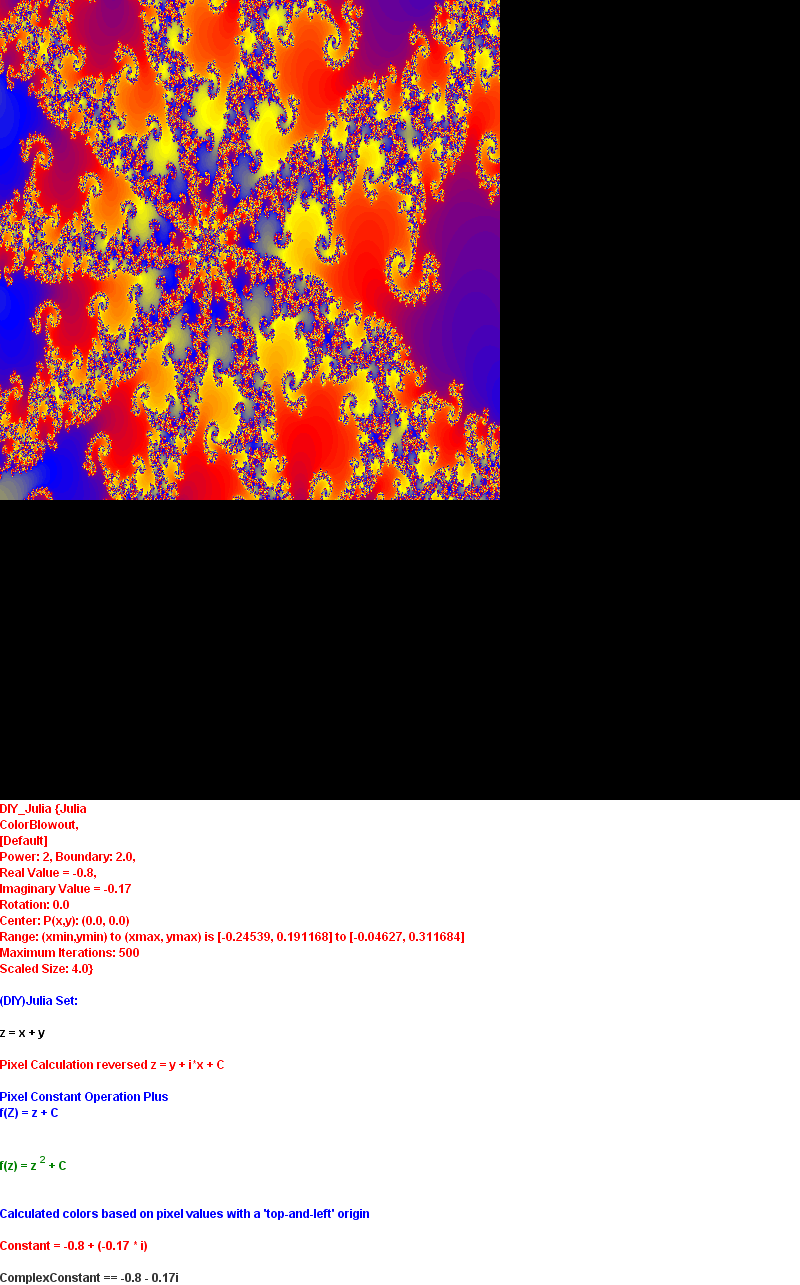 DIY_Julia {Julia
ColorBlowout,
[Default]
Power: 2, Boundary: 2.0,
Real Value = -0.8,
Imaginary Value = -0.17
Rotation: 0.0
Center: P(x,y): (0.0, 0.0)
Range: (xmin,ymin) to (xmax, ymax) is [-0.24539, 0.191168] to [-0.04627, 0.311684]
Maximum Iterations: 500
Scaled Size: 4.0}
(DIY)Julia Set:
z = x + y
Pixel Calculation reversed z = y + i*x + C
Pixel Constant Operation Plus
f(Z) = z + C
f(z) = z 2 + C
Calculated colors based on pixel values with a 'top-and-left' origin
Constant = -0.8 + (-0.17 * i)
ComplexConstant == -0.8 - 0.17i